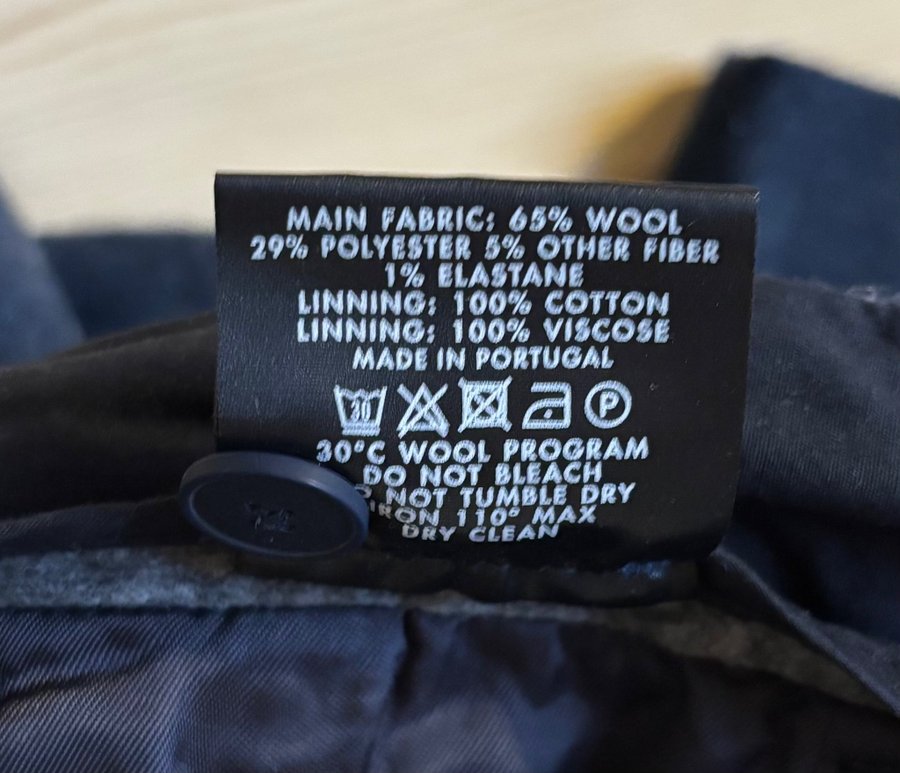 MAIN FABRIC: 65% WOOL
29% POLYESTER 5% OTHER FIBER
1% ELASTANE
LINNING: 100% COTTON
LINNING: 100% VISCOSE
MADE IN PORTUGAL
30 P
30°C WOOL PROGRAM
DO NOT BLEACH
NOT TUMBLE DRY
IRON 110° MAX
DRY CLEAN